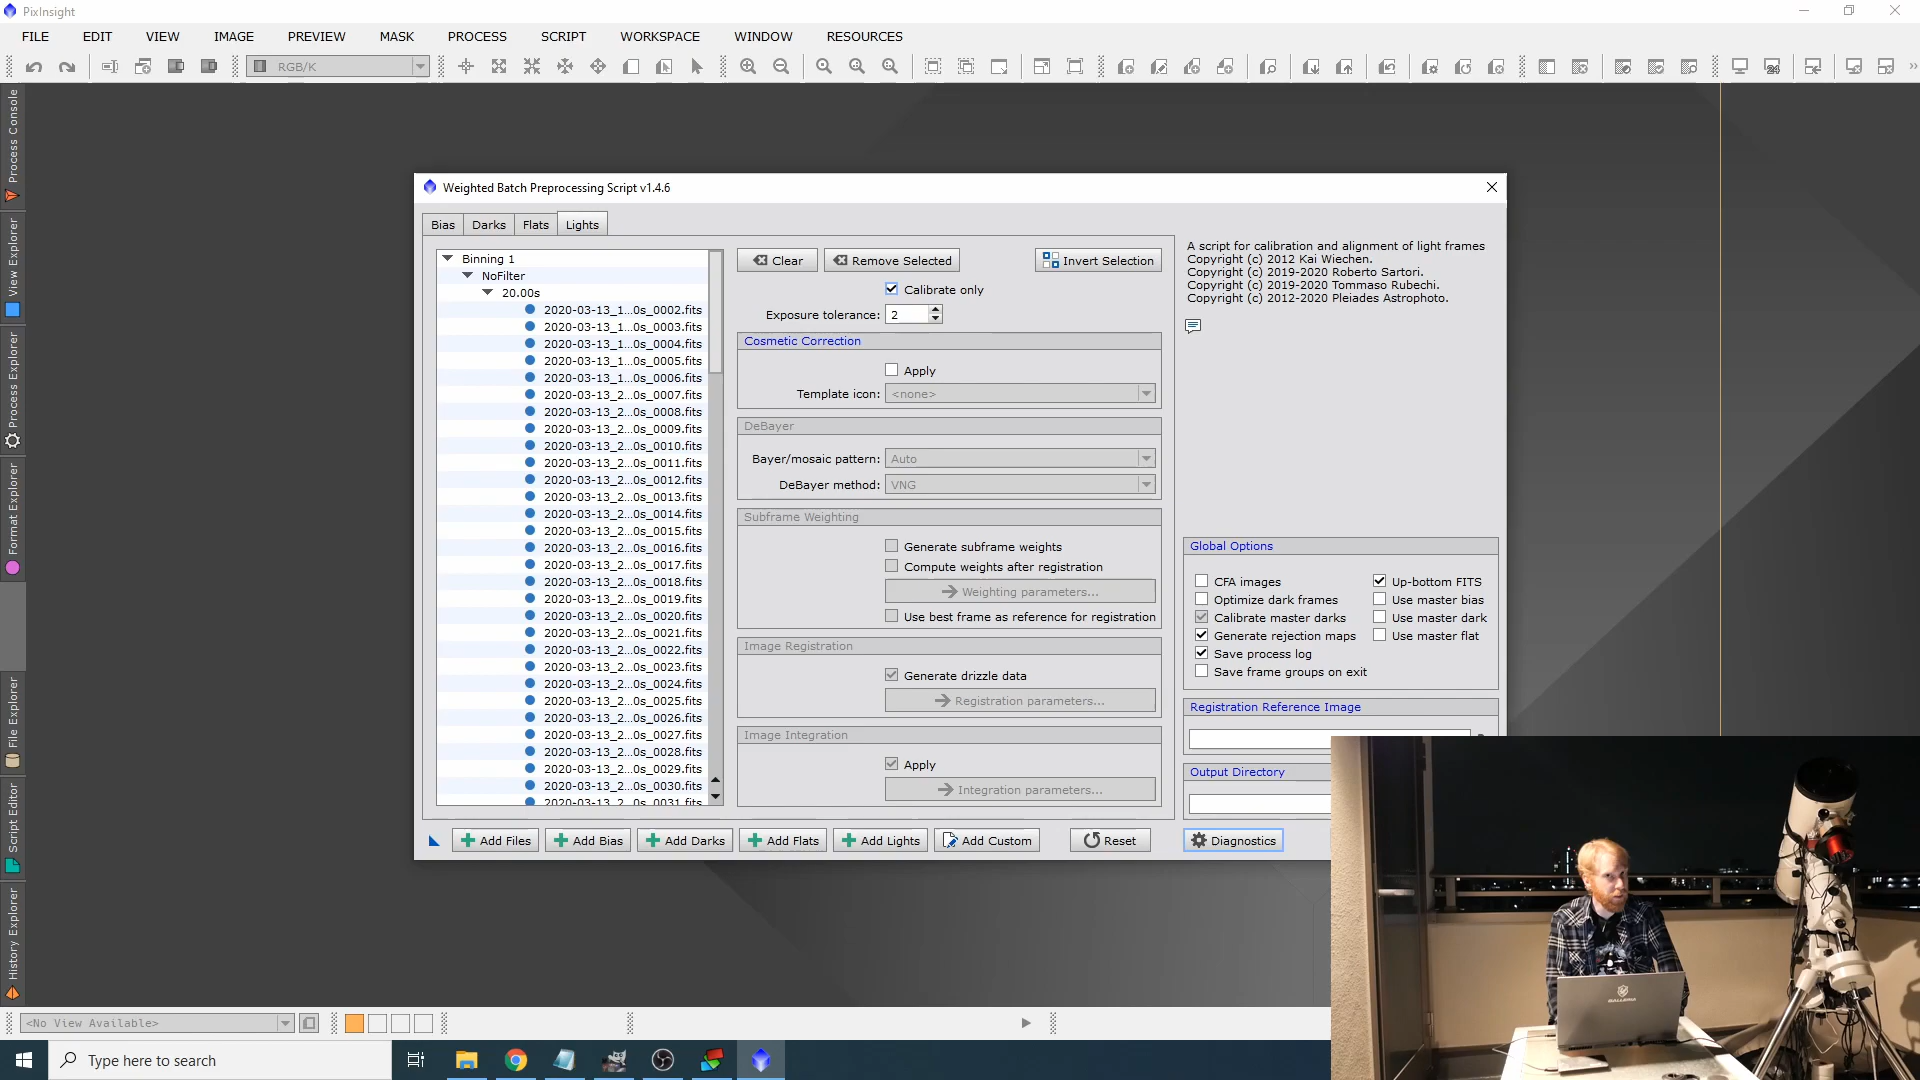 PixInsight
FILE EDIT VIEW IMAGE PREVIEW MASK PROCESS SCRIPT WORKSPACE WINDOW RESOURCES
RGB/K
Process Console
View Explorer
Process Explorer
Format Explorer
File Explorer
Script Editor
History Explorer
Weighted Batch Preprocessing Script v1.4.6
Bias Darks Flats Lights
Binning 1
NoFilter
20.00s
2020-03-13_1...0s_0002.fits
2020-03-13_1...0s_0003.fits
2020-03-13_1...0s_0004.fits
2020-03-13_1...0s_0005.fits
2020-03-13_1...0s_0006.fits
2020-03-13_2...0s_0007.fits
2020-03-13_2...0s_0008.fits
2020-03-13_2...0s_0009.fits
2020-03-13_2...0s_0010.fits
2020-03-13_2...0s_0011.fits
2020-03-13_2...0s_0012.fits
2020-03-13_2...0s_0013.fits
2020-03-13_2...0s_0014.fits
2020-03-13_2...0s_0015.fits
2020-03-13_2...0s_0016.fits
2020-03-13_2...0s_0017.fits
2020-03-13_2...0s_0018.fits
2020-03-13_2...0s_0019.fits
2020-03-13_2...0s_0020.fits
2020-03-13_2...0s_0021.fits
2020-03-13_2...0s_0022.fits
2020-03-13_2...0s_0023.fits
2020-03-13_2...0s_0024.fits
2020-03-13_2...0s_0025.fits
2020-03-13_2...0s_0026.fits
2020-03-13_2...0s_0027.fits
2020-03-13_2...0s_0028.fits
2020-03-13_2...0s_0029.fits
2020-03-13_2...0s_0030.fits
2020-03-13_2...0s_0031.fits
Clear Remove Selected Invert Selection
Calibrate only
Exposure tolerance: 2
Cosmetic Correction
Apply
Template icon: <none>
DeBayer
Bayer/mosaic pattern: Auto
DeBayer method: VNG
Subframe Weighting
Generate subframe weights
Compute weights after registration
Weighting parameters...
Use best frame as reference for registration
Image Registration
Generate drizzle data
Registration parameters...
Image Integration
Apply
Integration parameters...
A script for calibration and alignment of light frames
Copyright (c) 2012 Kai Wiechen.
Copyright (c) 2019-2020 Roberto Sartori.
Copyright (c) 2019-2020 Tommaso Rubechi.
Copyright (c) 2012-2020 Pleiades Astrophoto.
Global Options
CFA images Up-bottom FITS
Optimize dark frames Use master bias
Calibrate master darks Use master dark
Generate rejection maps Use master flat
Save process log
Save frame groups on exit
Registration Reference Image
Output Directory
Add Files Add Bias Add Darks Add Flats Add Lights Add Custom Reset Diagnostics
<No View Available>
Type here to search